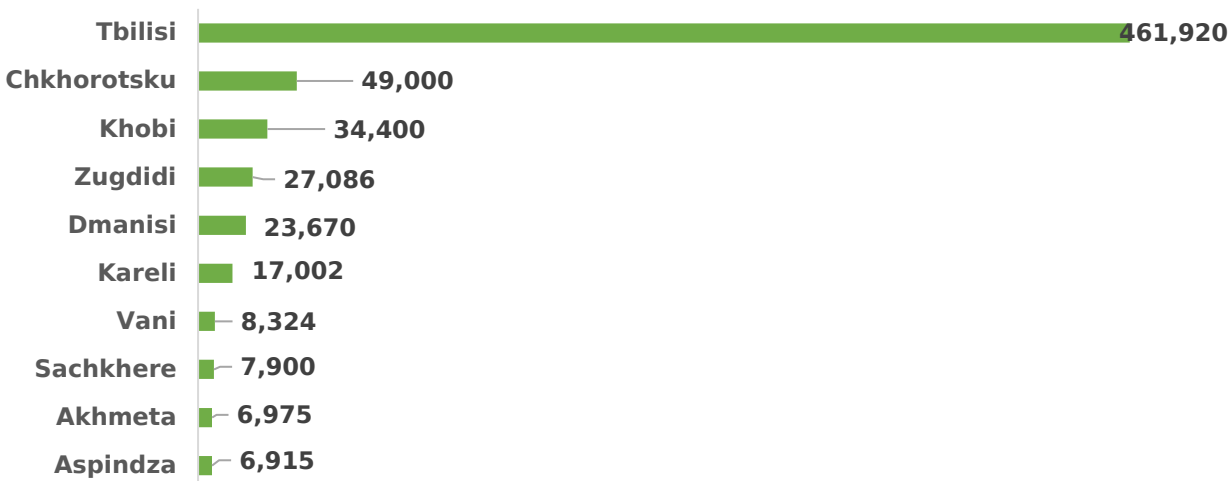 Tbilisi 461,920
Chkhorotsku 49,000
Khobi 34,400
Zugdidi 27,086
Dmanisi 23,670
Kareli 17,002
Vani 8,324
Sachkhere 7,900
Akhmeta 6,975
Aspindza 6,915